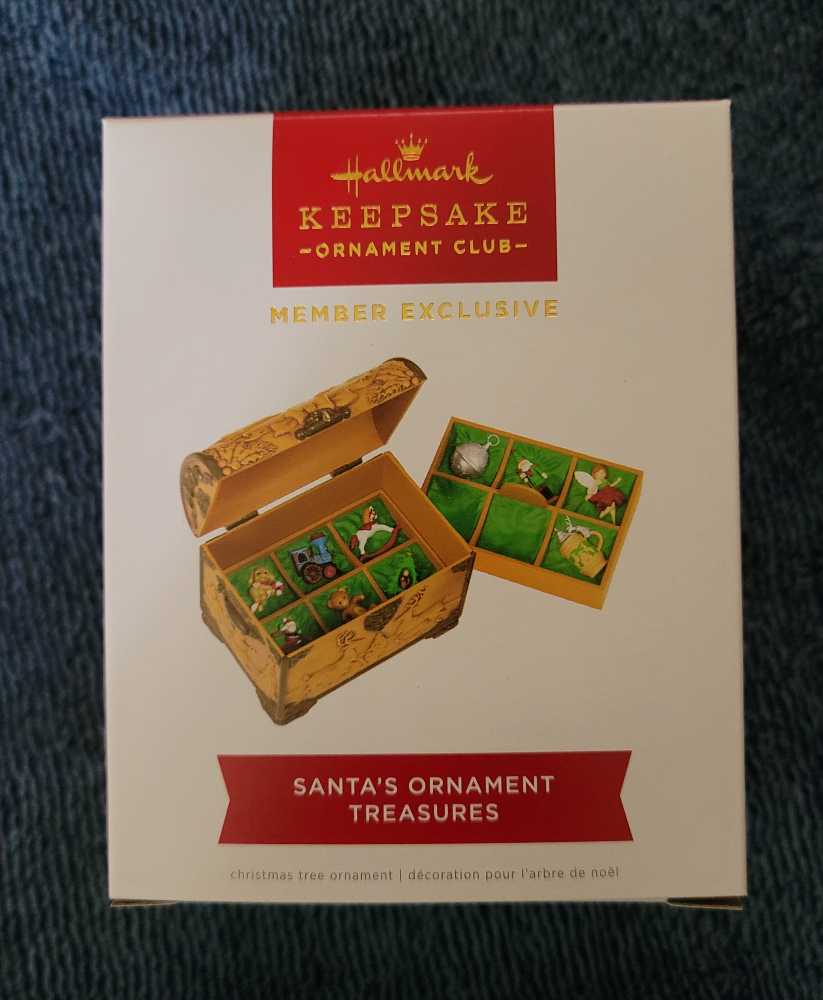 Hallmark
KEEPSAKE
–ORNAMENT CLUB–
MEMBER EXCLUSIVE
SANTA'S ORNAMENT
TREASURES
christmas tree ornament | décoration pour l'arbre de noël